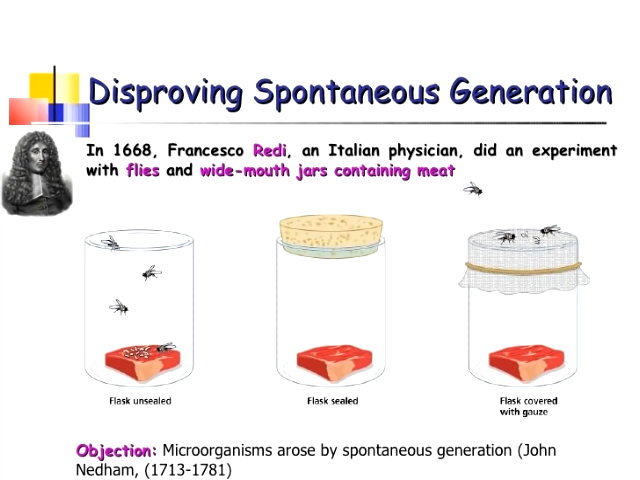 Disproving Spontaneous Generation
In 1668, Francesco Redi, an Italian physician, did an experiment
with flies and wide-mouth jars containing meat
Flask unsealed
Flask sealed
Flask covered
with gauze
Objection: Microorganisms arose by spontaneous generation (John
Nedham, (1713-1781)